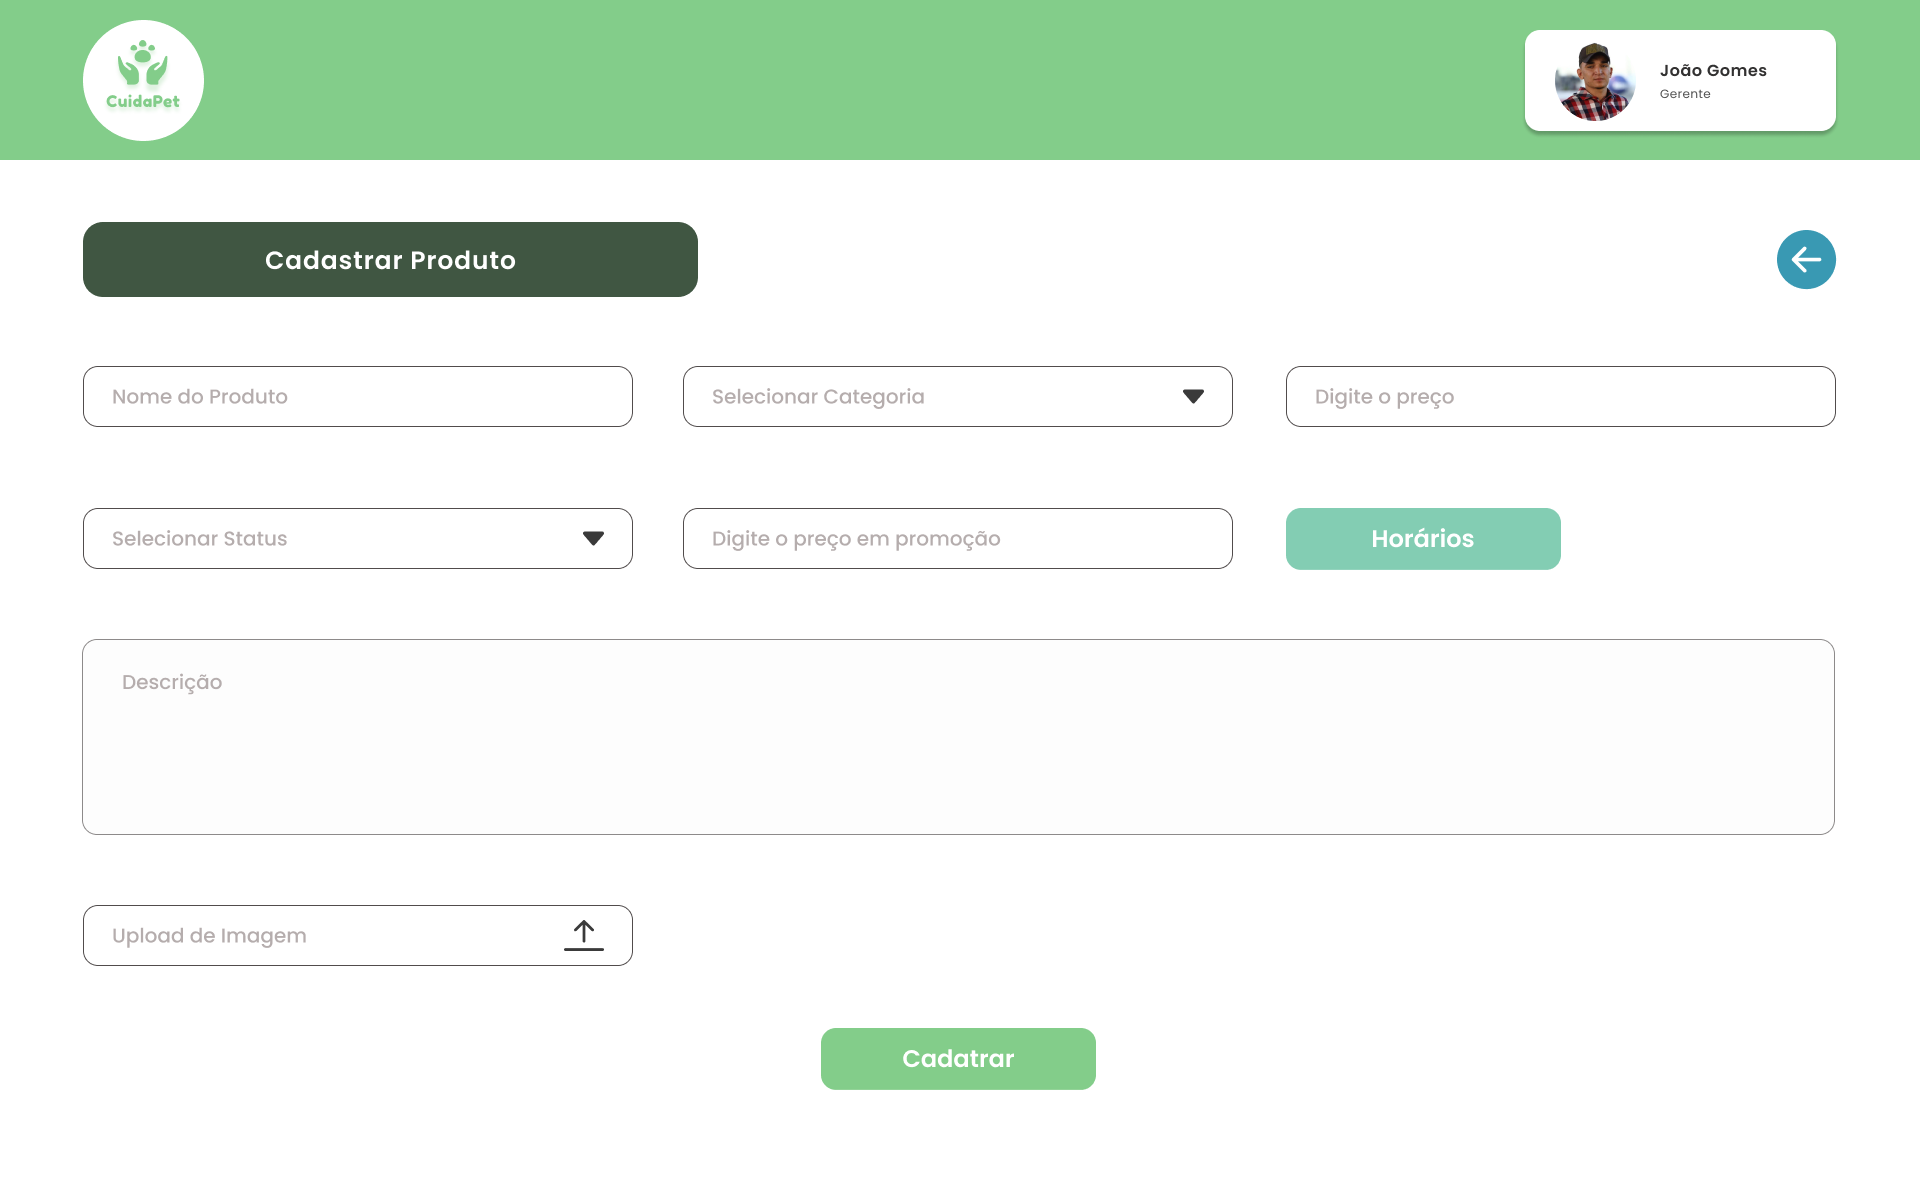 CuidaPet
João Gomes
Gerente
Cadastrar Produto
Nome do Produto
Selecionar Categoria
Digite o preço
Selecionar Status
Digite o preço em promoção
Horários
Descrição
Upload de Imagem
Cadatrar